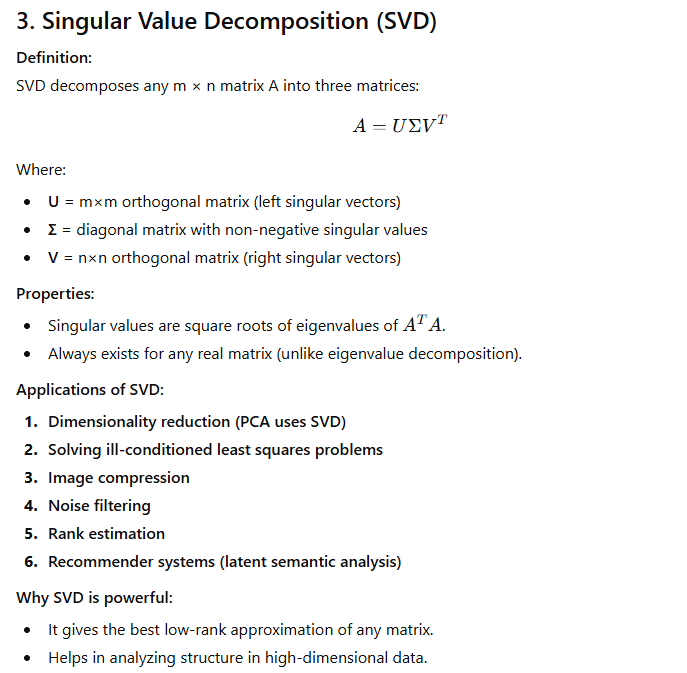 3. Singular Value Decomposition (SVD)
Definition:
SVD decomposes any m × n matrix A into three matrices:
A = UΣVᵀ
Where:
• U = m×m orthogonal matrix (left singular vectors)
• Σ = diagonal matrix with non-negative singular values
• V = n×n orthogonal matrix (right singular vectors)
Properties:
• Singular values are square roots of eigenvalues of AᵀA.
• Always exists for any real matrix (unlike eigenvalue decomposition).
Applications of SVD:
1. Dimensionality reduction (PCA uses SVD)
2. Solving ill-conditioned least squares problems
3. Image compression
4. Noise filtering
5. Rank estimation
6. Recommender systems (latent semantic analysis)
Why SVD is powerful:
• It gives the best low-rank approximation of any matrix.
• Helps in analyzing structure in high-dimensional data.